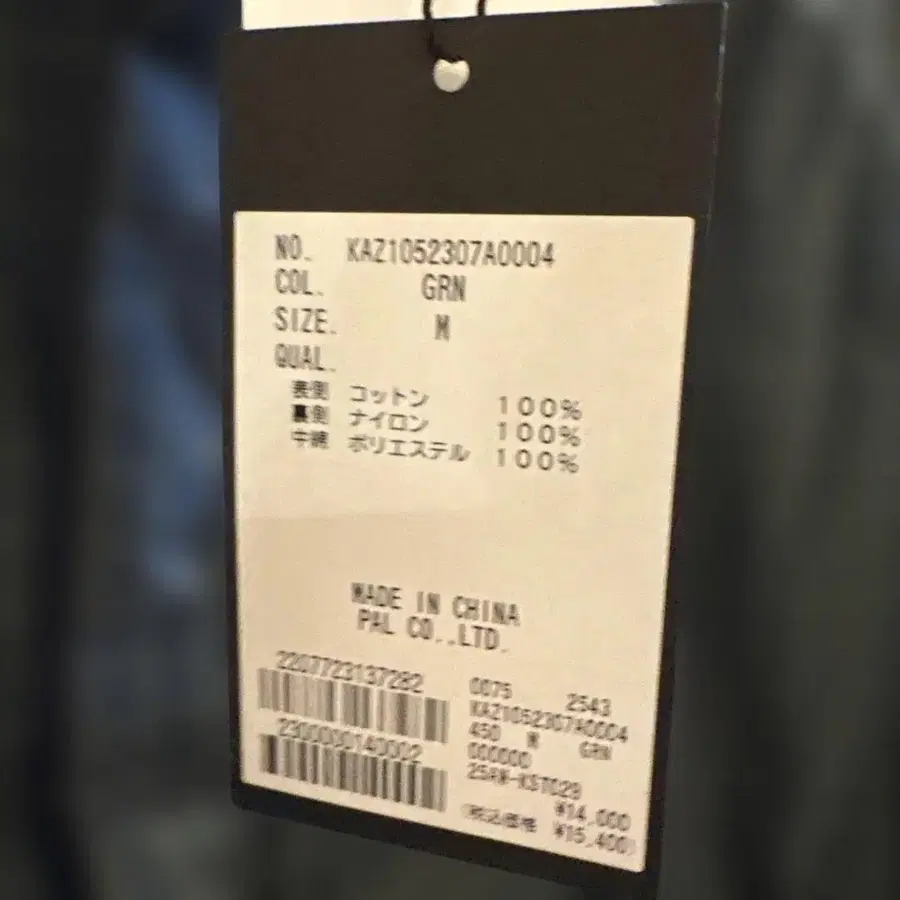 NO. KAZ1052307A0004
COL. GRN
SIZE. M
QUAL.
表側 コットン 100%
裏側 ナイロン 100%
中綿 ポリエステル 100%
MADE IN CHINA
PAL CO.,LTD.
2207723137282
2300000140002
0075 2543
KAZ1052307A0004
450 M GRN
000000
25AW-KST029
¥14,000
(税込価格 ¥15,400)